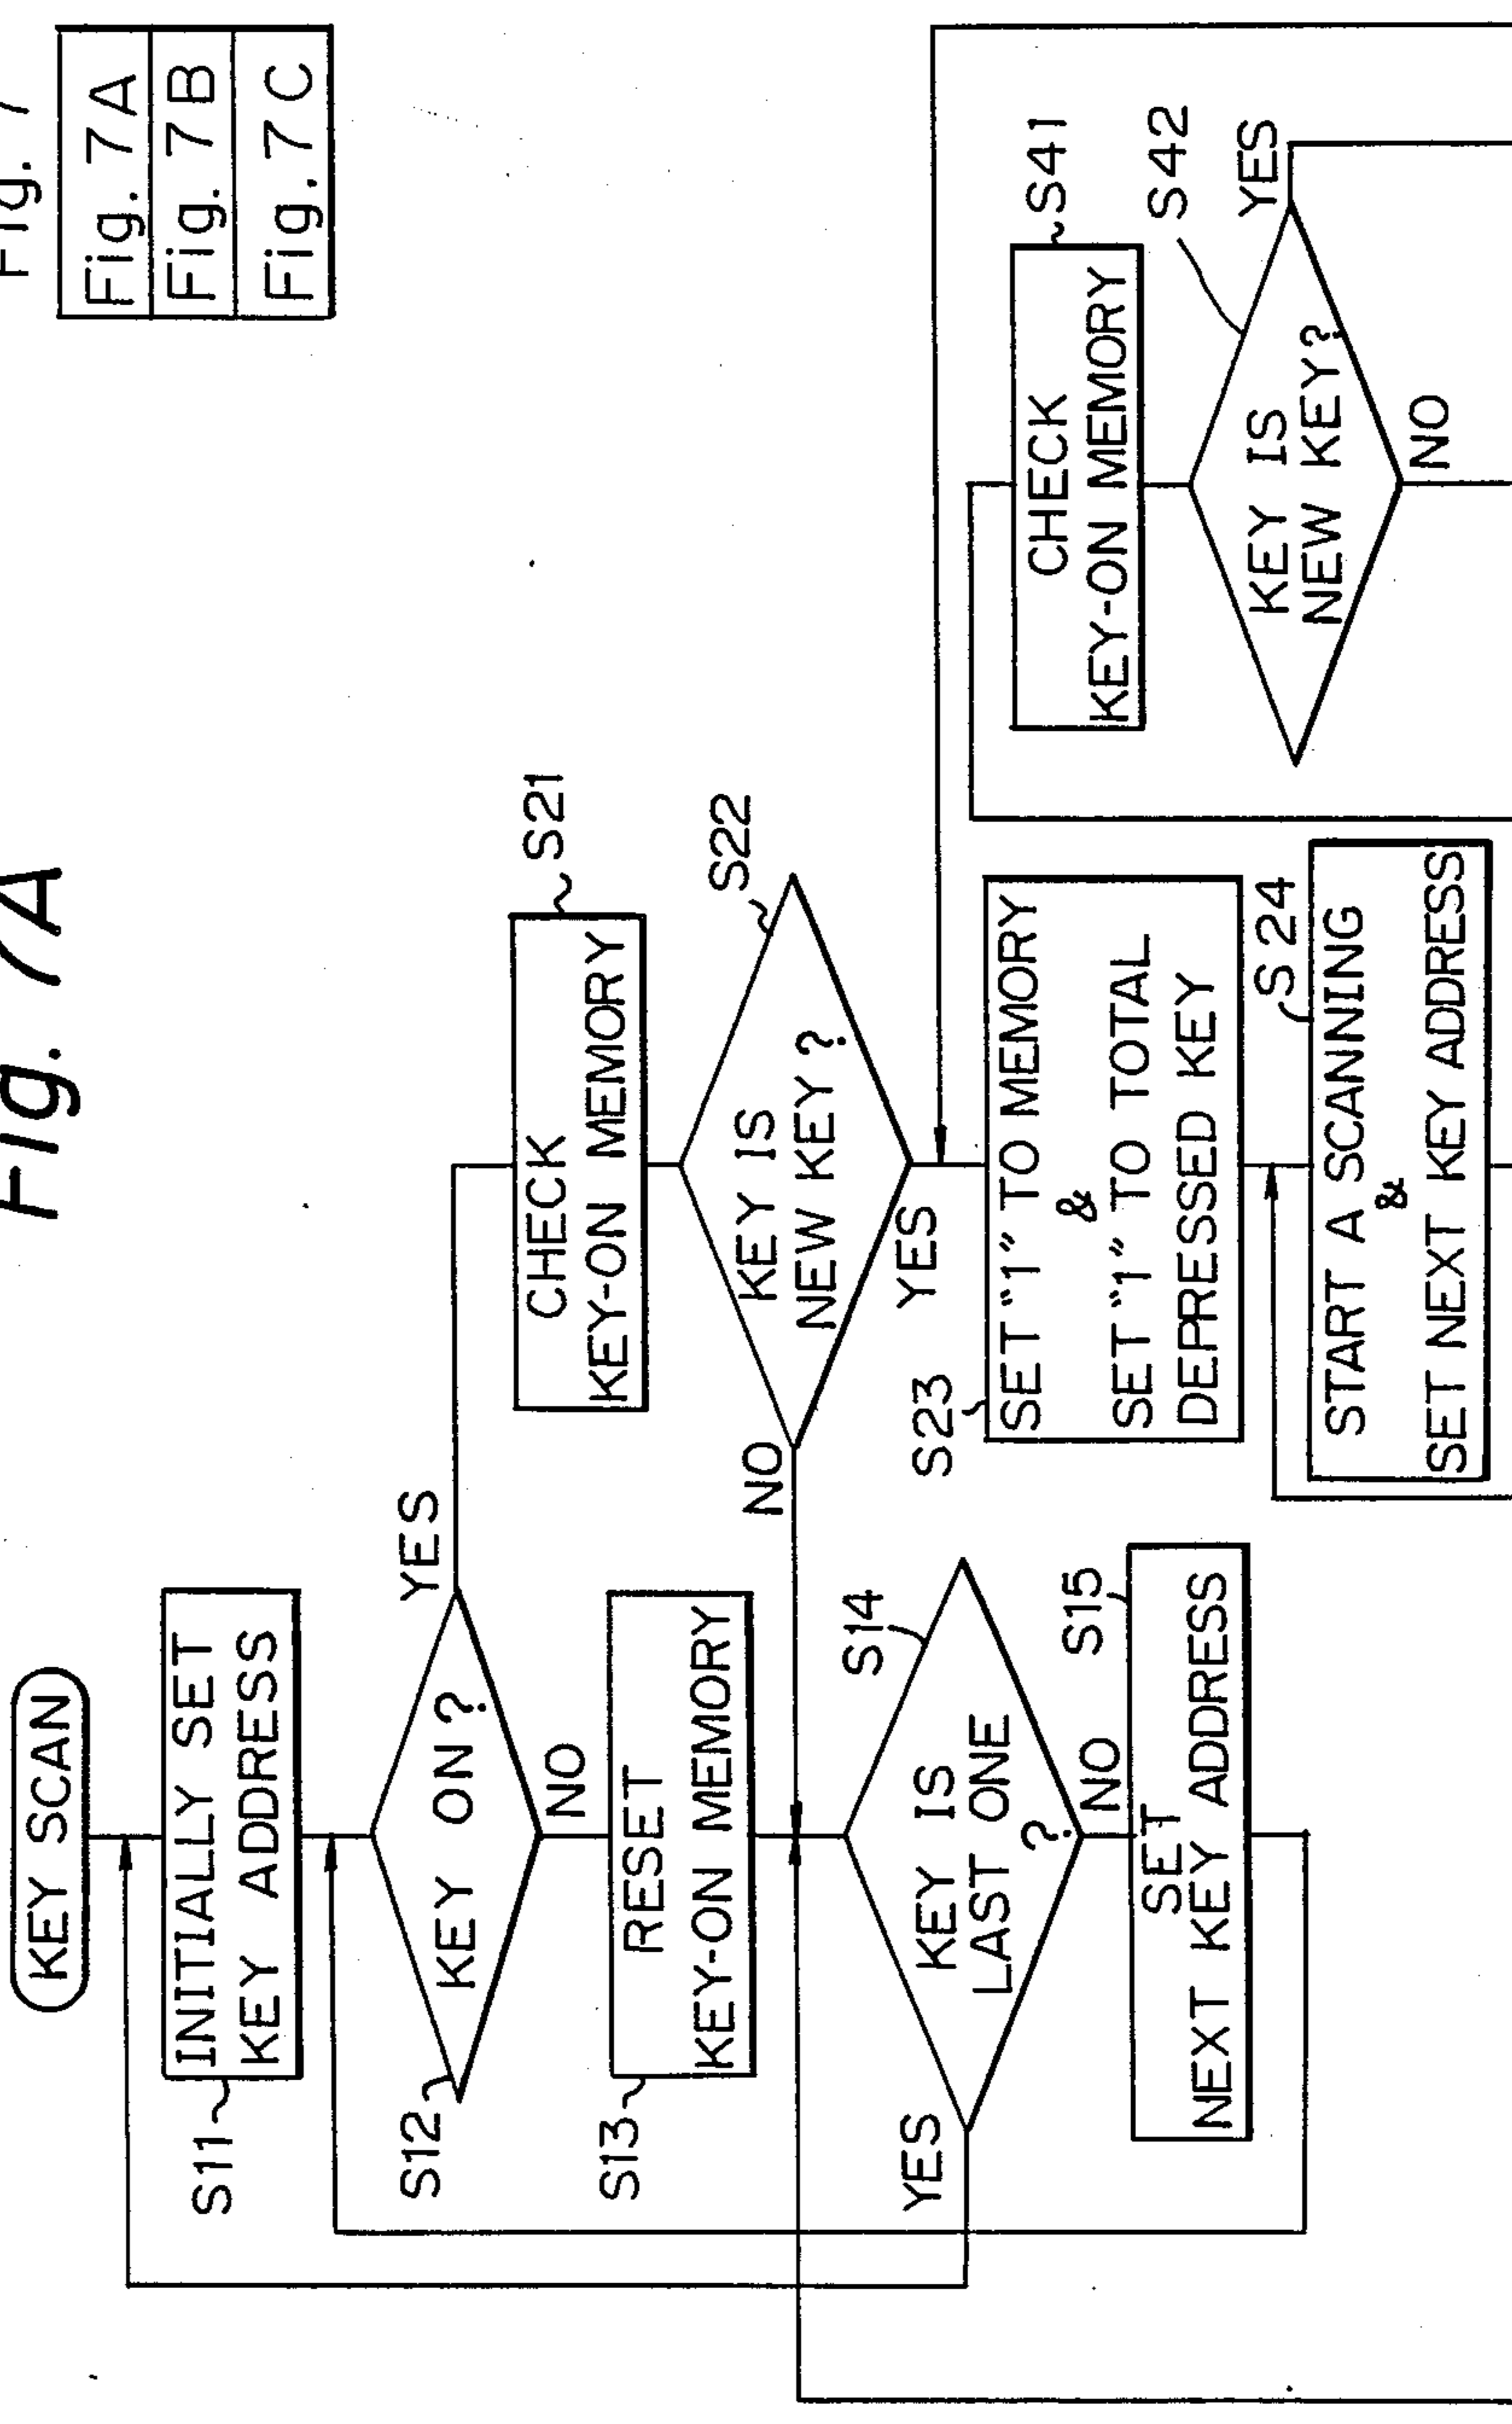 Fig. 7A
Fig. 7
Fig. 7A
Fig. 7B
Fig. 7C
KEY SCAN
S11
INITIALLY SET
KEY ADDRESS
S12
KEY ON?
YES
NO
S13
RESET
KEY-ON MEMORY
S14
KEY IS
LAST ONE
?
YES
NO
S15
SET
NEXT KEY ADDRESS
S21
CHECK
KEY-ON MEMORY
S22
KEY IS
NEW KEY ?
NO
YES
S23
SET "1" TO MEMORY
&
SET "1" TO TOTAL
DEPRESSED KEY
S24
START A SCANNING
&
SET NEXT KEY ADDRESS
S41
CHECK
KEY-ON MEMORY
S42
KEY IS
NEW KEY?
YES
NO